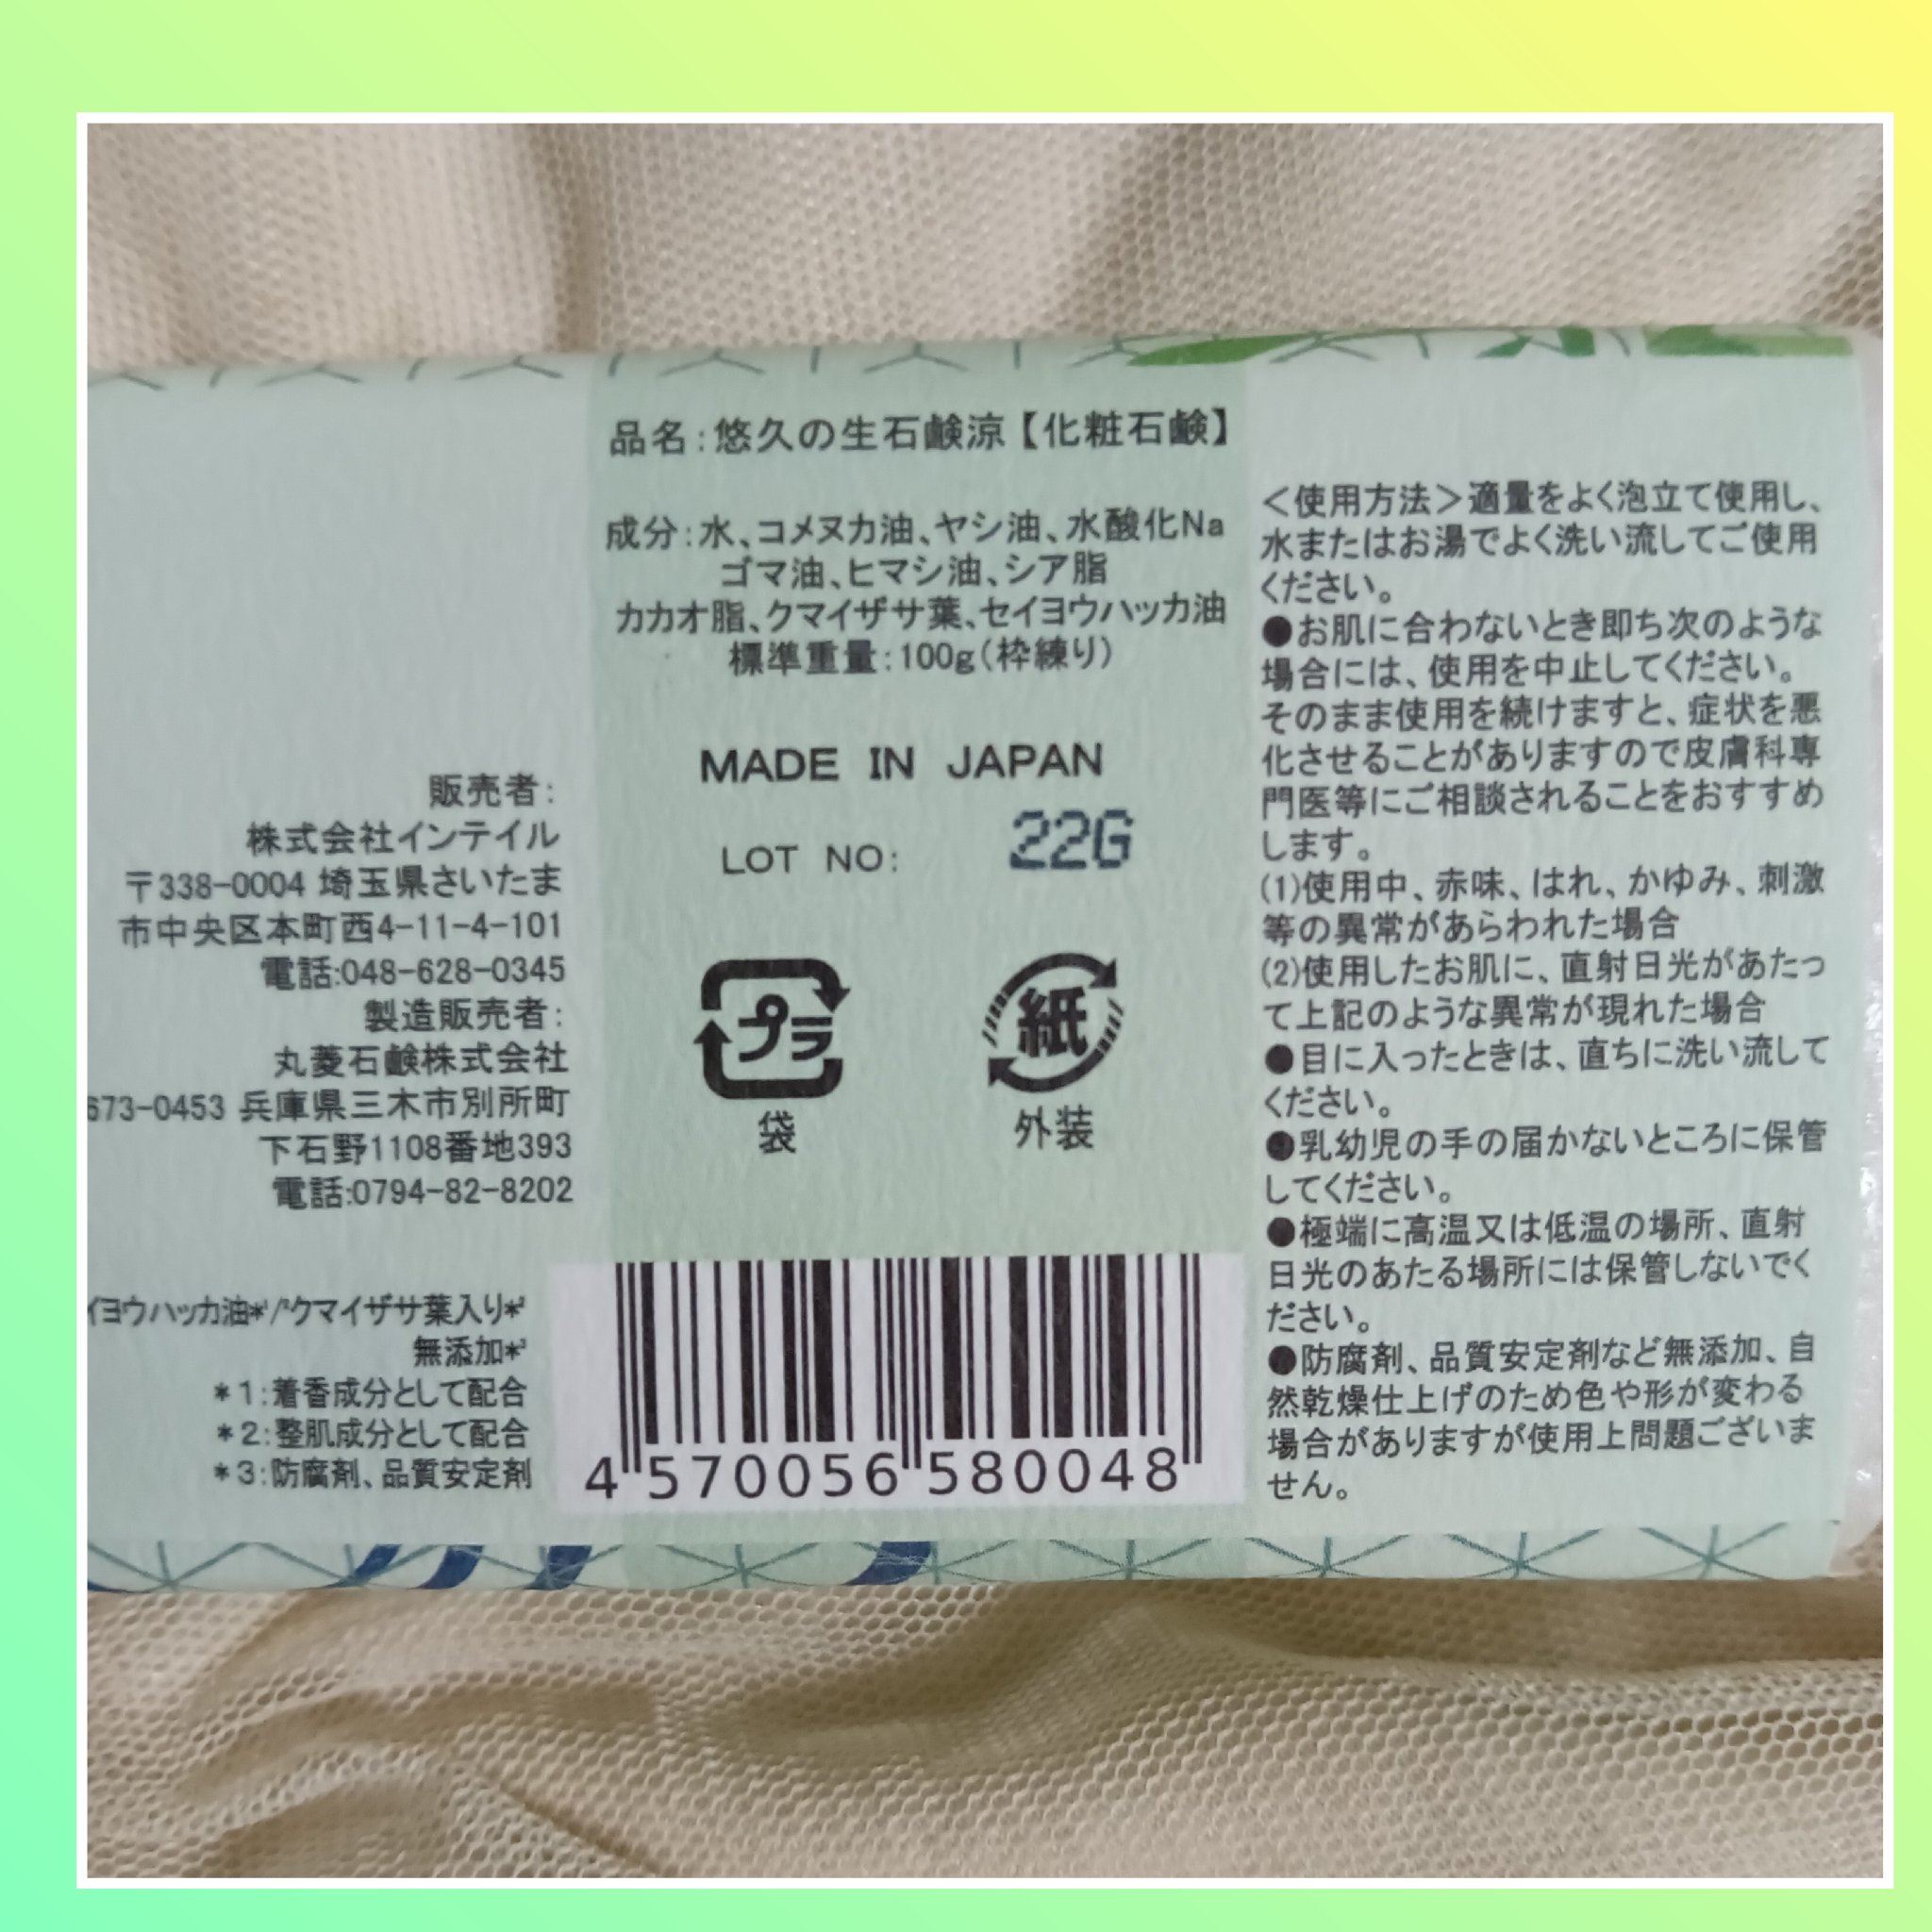 品名:悠久の生石鹸涼【化粧石鹸】
成分:水、コメヌカ油、ヤシ油、水酸化Na
ゴマ油、ヒマシ油、シア脂
カカオ脂、クマイザサ葉、セイヨウハッカ油
標準重量:100g(枠練り)
MADE IN JAPAN
LOT NO: 22G
プラ
袋
紙
外装
4 570056 580048
販売者:
株式会社インテイル
〒338-0004 埼玉県さいたま
市中央区本町西4-11-4-101
電話:048-628-0345
製造販売者:
丸菱石鹸株式会社
673-0453 兵庫県三木市別所町
下石野1108番地393
電話:0794-82-8202
イヨウハッカ油*¹/クマイザサ葉入り*²
無添加*³
*1:着香成分として配合
*2:整肌成分として配合
*3:防腐剤、品質安定剤
<使用方法>適量をよく泡立て使用し、
水またはお湯でよく洗い流してご使用
ください。
●お肌に合わないとき即ち次のような
場合には、使用を中止してください。
そのまま使用を続けますと、症状を悪
化させることがありますので皮膚科専
門医等にご相談されることをおすすめ
します。
(1)使用中、赤味、はれ、かゆみ、刺激
等の異常があらわれた場合
(2)使用したお肌に、直射日光があたっ
て上記のような異常が現れた場合
●目に入ったときは、直ちに洗い流して
ください。
●乳幼児の手の届かないところに保管
してください。
●極端に高温又は低温の場所、直射
日光のあたる場所には保管しないでく
ださい。
●防腐剤、品質安定剤など無添加、自
然乾燥仕上げのため色や形が変わる
場合がありますが使用上問題ございま
せん。